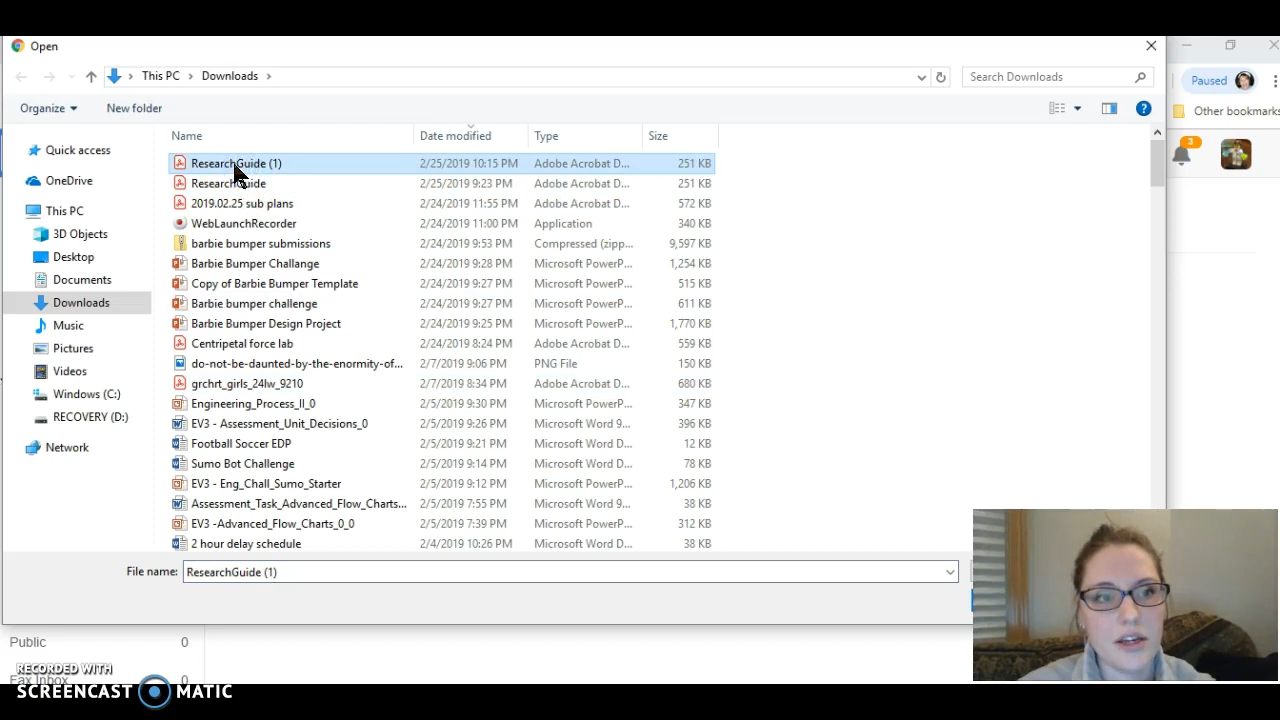 Open
This PC > Downloads >
Search Downloads
Paused
Organize
New folder
Other bookmarks
3
Name Date modified Type Size
Quick access
OneDrive
This PC
3D Objects
Desktop
Documents
Downloads
Music
Pictures
Videos
Windows (C:)
RECOVERY (D:)
Network
ResearchGuide (1) 2/25/2019 10:15 PM Adobe Acrobat D... 251 KB
ResearchGuide 2/25/2019 9:23 PM Adobe Acrobat D... 251 KB
2019.02.25 sub plans 2/24/2019 11:55 PM Adobe Acrobat D... 572 KB
WebLaunchRecorder 2/24/2019 11:00 PM Application 340 KB
barbie bumper submissions 2/24/2019 9:53 PM Compressed (zipp... 9,597 KB
Barbie Bumper Challange 2/24/2019 9:28 PM Microsoft PowerP... 1,254 KB
Copy of Barbie Bumper Template 2/24/2019 9:27 PM Microsoft PowerP... 515 KB
Barbie bumper challenge 2/24/2019 9:27 PM Microsoft PowerP... 611 KB
Barbie Bumper Design Project 2/24/2019 9:25 PM Microsoft PowerP... 1,770 KB
Centripetal force lab 2/24/2019 8:24 PM Adobe Acrobat D... 559 KB
do-not-be-daunted-by-the-enormity-of... 2/7/2019 9:06 PM PNG File 150 KB
grchrt_girls_24lw_9210 2/7/2019 8:34 PM Adobe Acrobat D... 680 KB
Engineering_Process_II_0 2/5/2019 9:30 PM Microsoft PowerP... 347 KB
EV3 - Assessment_Unit_Decisions_0 2/5/2019 9:26 PM Microsoft Word 9... 396 KB
Football Soccer EDP 2/5/2019 9:21 PM Microsoft Word D... 12 KB
Sumo Bot Challenge 2/5/2019 9:14 PM Microsoft Word D... 78 KB
EV3 - Eng_Chall_Sumo_Starter 2/5/2019 9:12 PM Microsoft PowerP... 1,206 KB
Assessment_Task_Advanced_Flow_Charts... 2/5/2019 7:55 PM Microsoft Word 9... 38 KB
EV3 -Advanced_Flow_Charts_0_0 2/5/2019 7:39 PM Microsoft PowerP... 312 KB
2 hour delay schedule 2/4/2019 10:26 PM Microsoft Word D... 38 KB
File name: ResearchGuide (1)
Public 0
Fax Inbox 0
RECORDED WITH
SCREENCAST MATIC